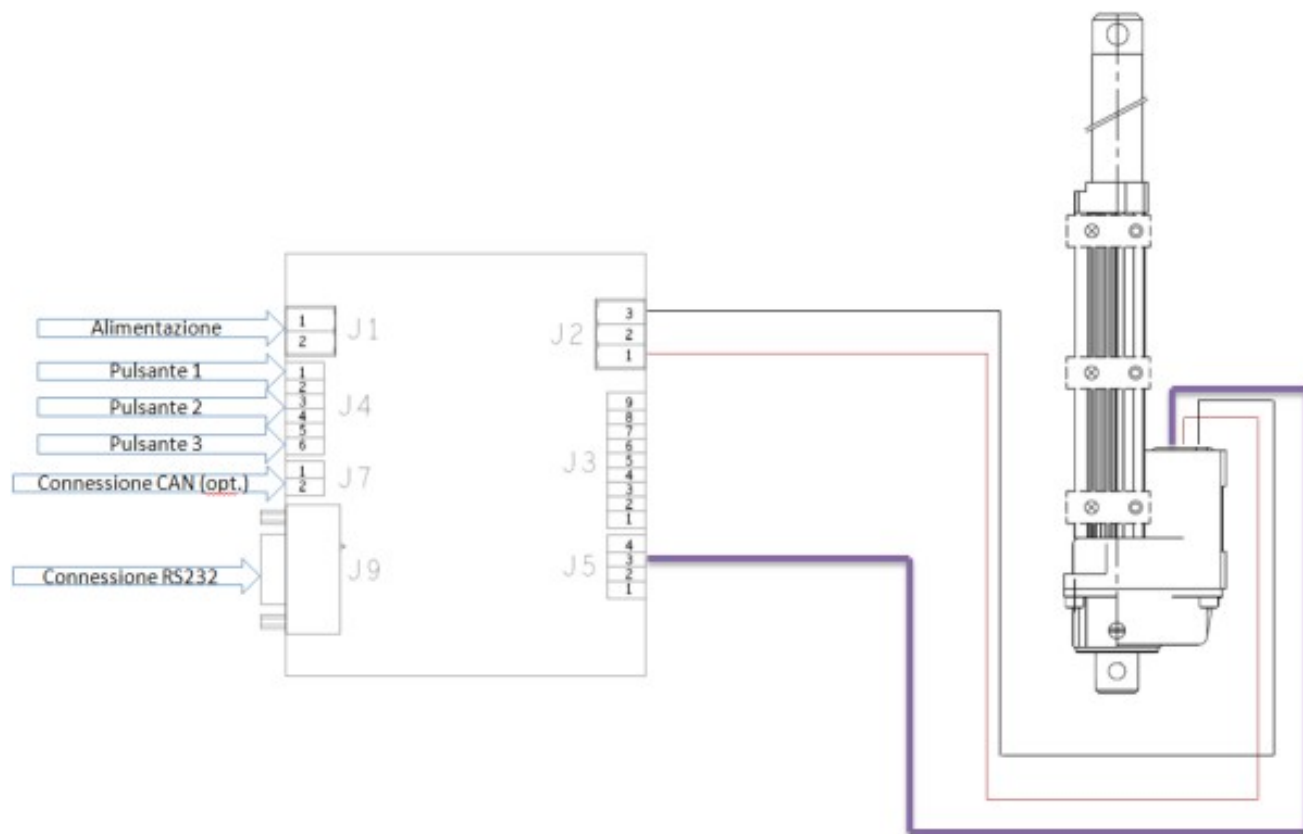 Alimentazione
1
2
J1
Pulsante 1
Pulsante 2
Pulsante 3
1
2
3
4
5
6
J4
Connessione CAN (opt.)
1
2
J7
Connessione RS232
J9
J2
3
2
1
J3
9
8
7
6
5
4
3
2
1
J5
4
3
2
1